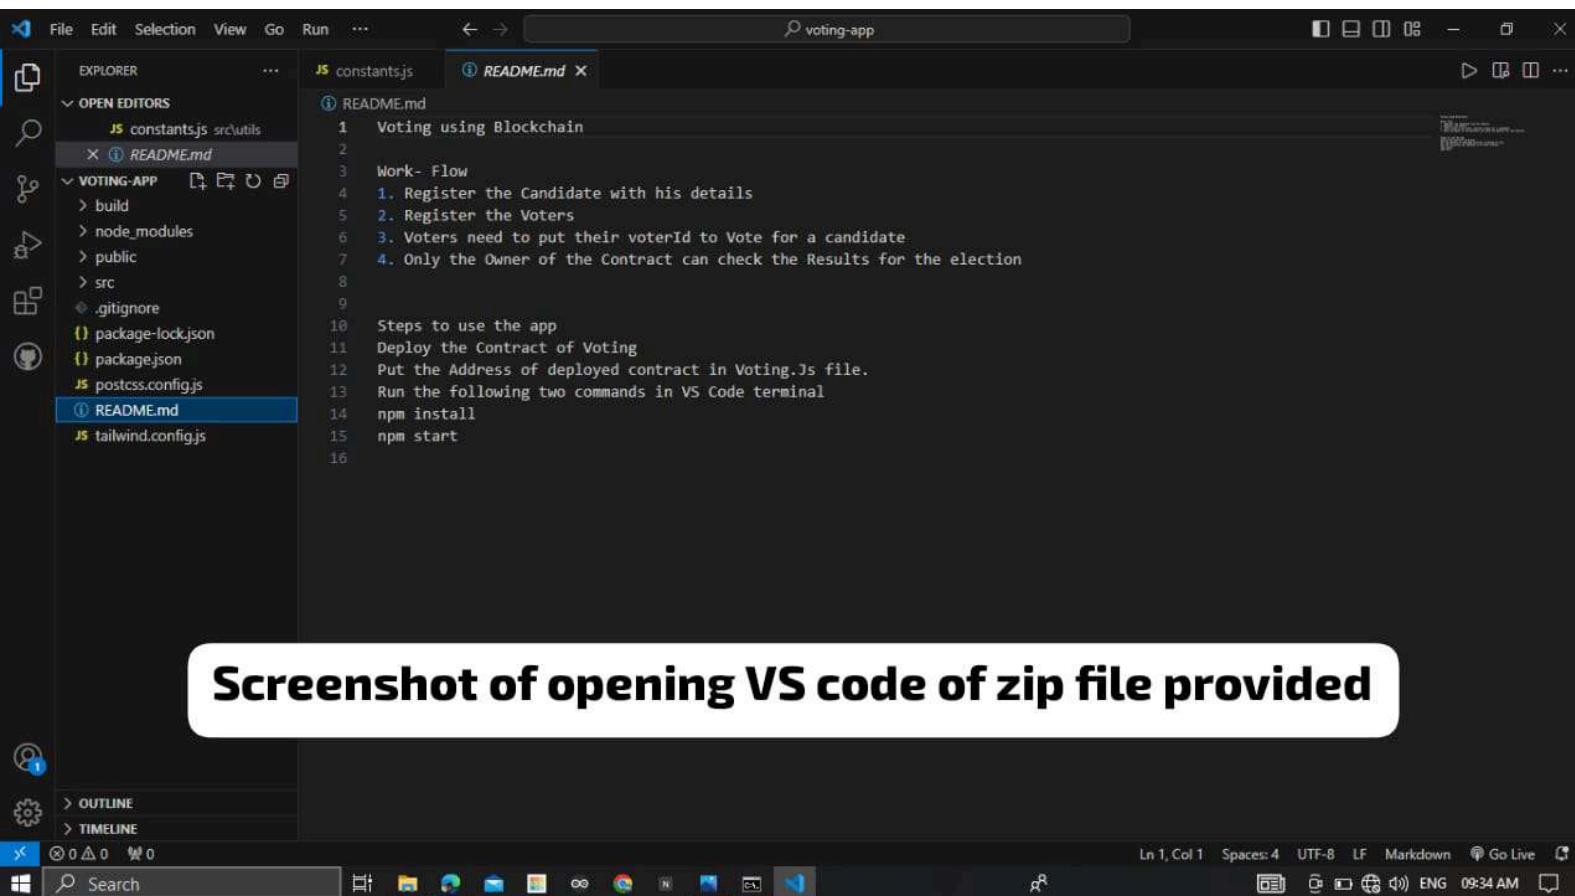 File Edit Selection View Go Run ··· voting-app
EXPLORER ···
OPEN EDITORS
JS constants.js src\utils
README.md
VOTING-APP
build
node_modules
public
src
.gitignore
{} package-lock.json
{} package.json
JS postcss.config.js
README.md
JS tailwind.config.js
OUTLINE
TIMELINE
JS constants.js README.md
README.md
1 Voting using Blockchain
2
3 Work- Flow
4 1. Register the Candidate with his details
5 2. Register the Voters
6 3. Voters need to put their voterId to Vote for a candidate
7 4. Only the Owner of the Contract can check the Results for the election
8
9
10 Steps to use the app
11 Deploy the Contract of Voting
12 Put the Address of deployed contract in Voting.Js file.
13 Run the following two commands in VS Code terminal
14 npm install
15 npm start
16
Screenshot of opening VS code of zip file provided
1
0 0 0 Ln 1, Col 1 Spaces: 4 UTF-8 LF Markdown Go Live
Search ENG 09:34 AM